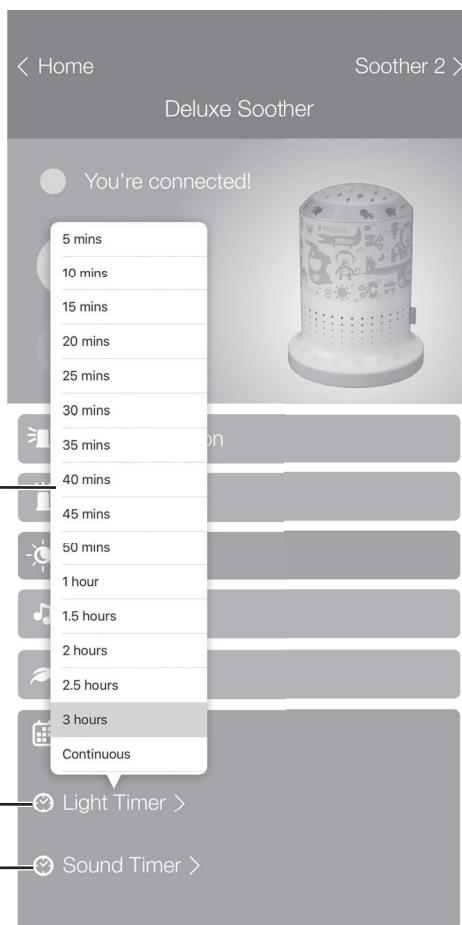 Home
Soother 2
Deluxe Soother
You're connected!
5 mins
10 mins
15 mins
20 mins
25 mins
30 mins
35 mins
on
40 mins
45 mins
50 mins
1 hour
1.5 hours
2 hours
2.5 hours
3 hours
Continuous
Light Timer
Sound Timer